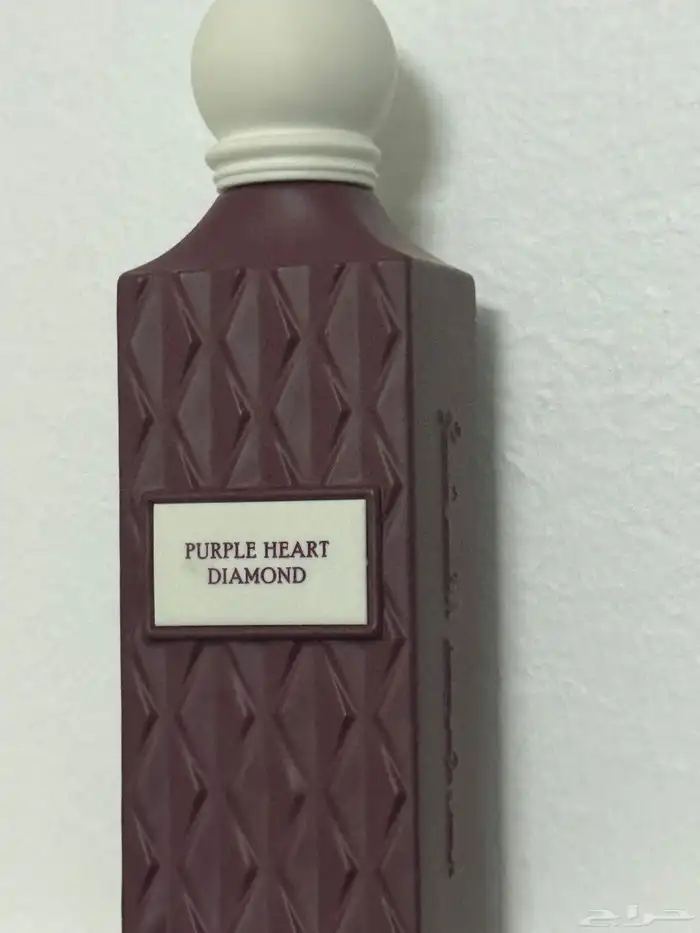 PURPLE HEART
DIAMOND
حراج